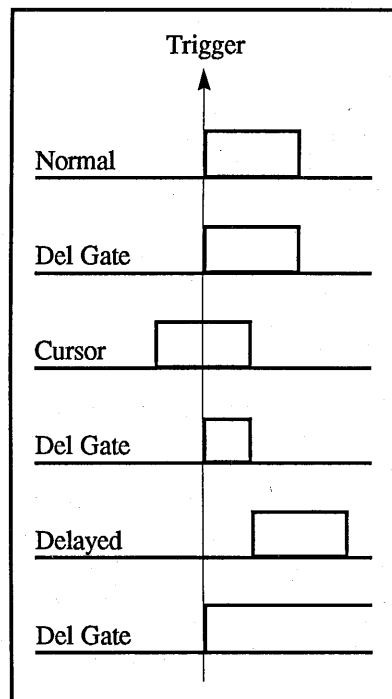 Trigger
Normal
Del Gate
Cursor
Del Gate
Delayed
Del Gate